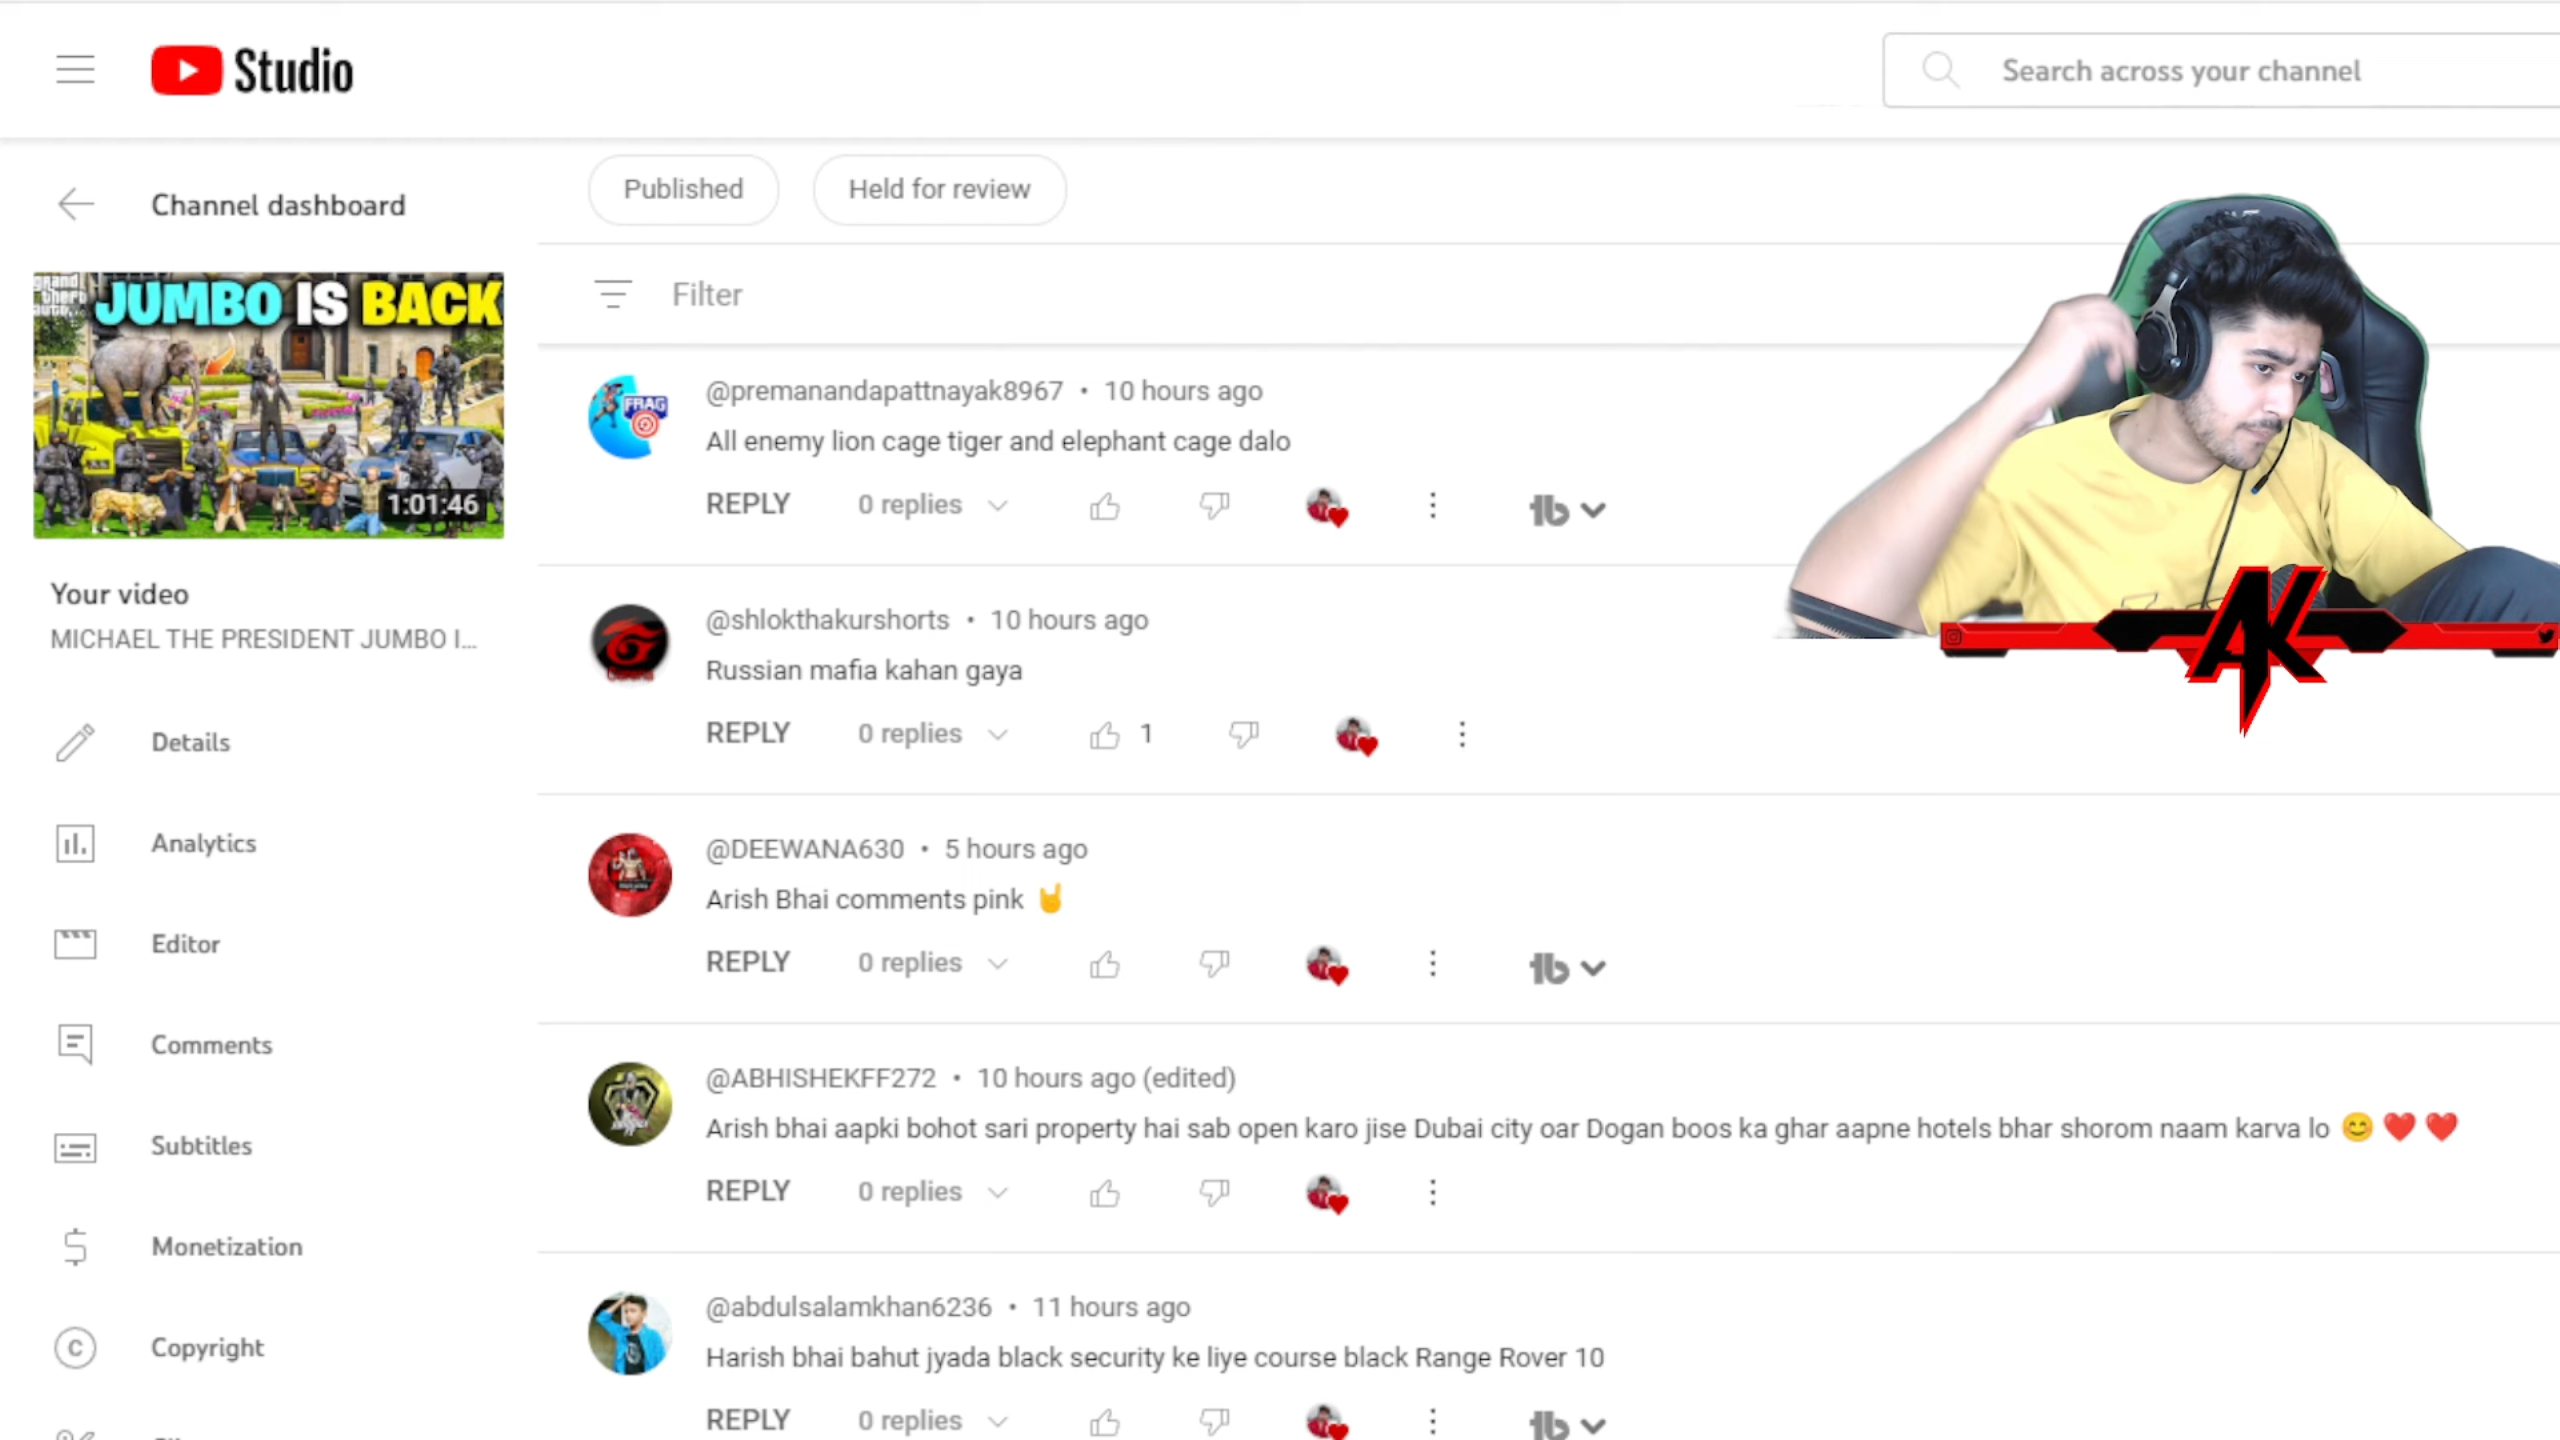 Studio
Search across your channel
Channel dashboard
Published
Held for review
grand theft auto
JUMBO IS BACK
1:01:46
Your video
MICHAEL THE PRESIDENT JUMBO I...
Details
Analytics
Editor
Comments
Subtitles
Monetization
Copyright
Filter
FRAG
@premanandapattnayak8967 • 10 hours ago
All enemy lion cage tiger and elephant cage dalo
REPLY 0 replies
@shlokthakurshorts • 10 hours ago
Russian mafia kahan gaya
REPLY 0 replies 1
@DEEWANA630 • 5 hours ago
Arish Bhai comments pink 🤘
REPLY 0 replies
@ABHISHEKFF272 • 10 hours ago (edited)
Arish bhai aapki bohot sari property hai sab open karo jise Dubai city oar Dogan boos ka ghar aapne hotels bhar shorom naam karva lo 😊 ❤️ ❤️
REPLY 0 replies
@abdulsalamkhan6236 • 11 hours ago
Harish bhai bahut jyada black security ke liye course black Range Rover 10
REPLY 0 replies
AK